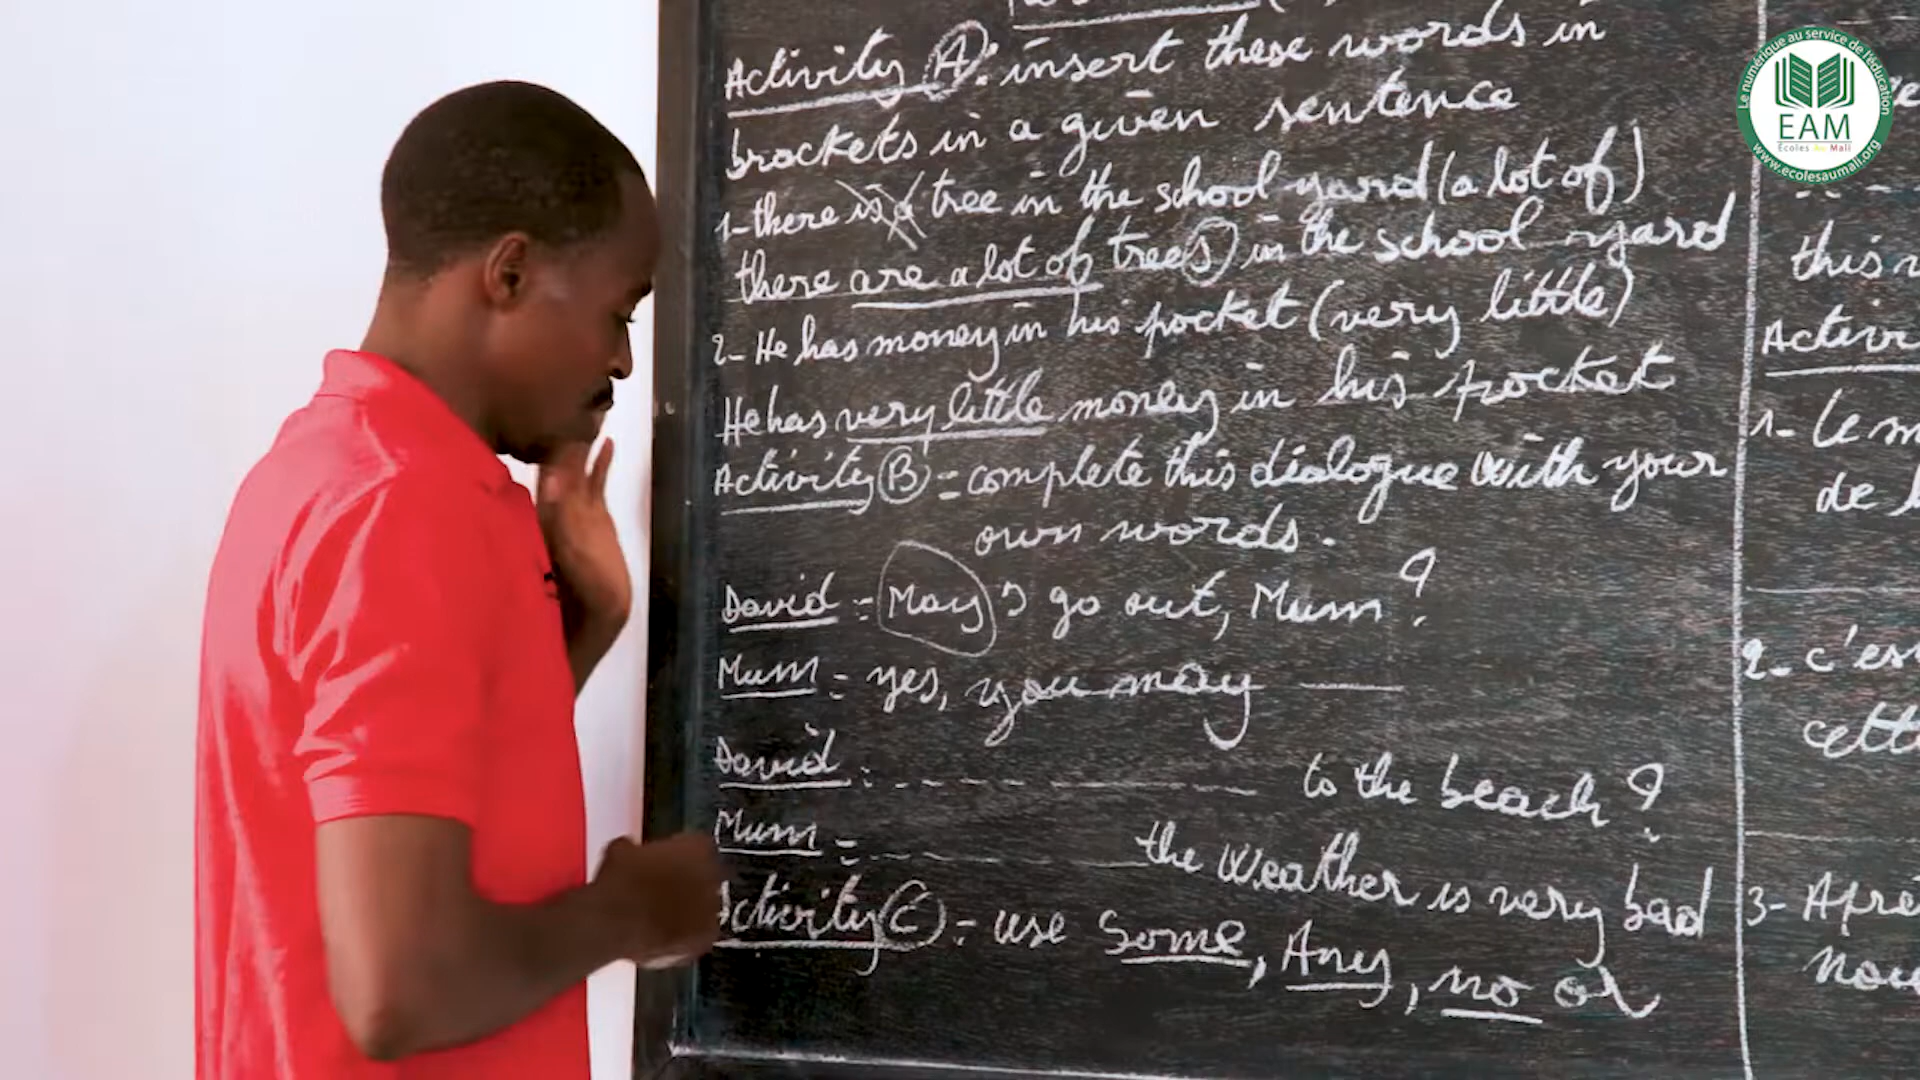 Activity A: insert these words in
brackets in a given sentence
1- there is a tree in the school yard (a lot of)
there are a lot of trees in the school yard
2- He has money in his pocket (very little)
He has very little money in his pocket
Activity B = complete this dialogue with your
own words.
David = May I go out, Mum?
Mum = yes, you may ____
David: - - - - - - to the beach?
Mum = - - - - - the Weather is very bad
Activity C = use Some, Any, no or
this
Activi
1- Le m
de l
2- c'es
cette
3- Aprè
nou
Le numérique au service de l'éducation
EAM
Écoles au Mali
www.ecolesaumali.org